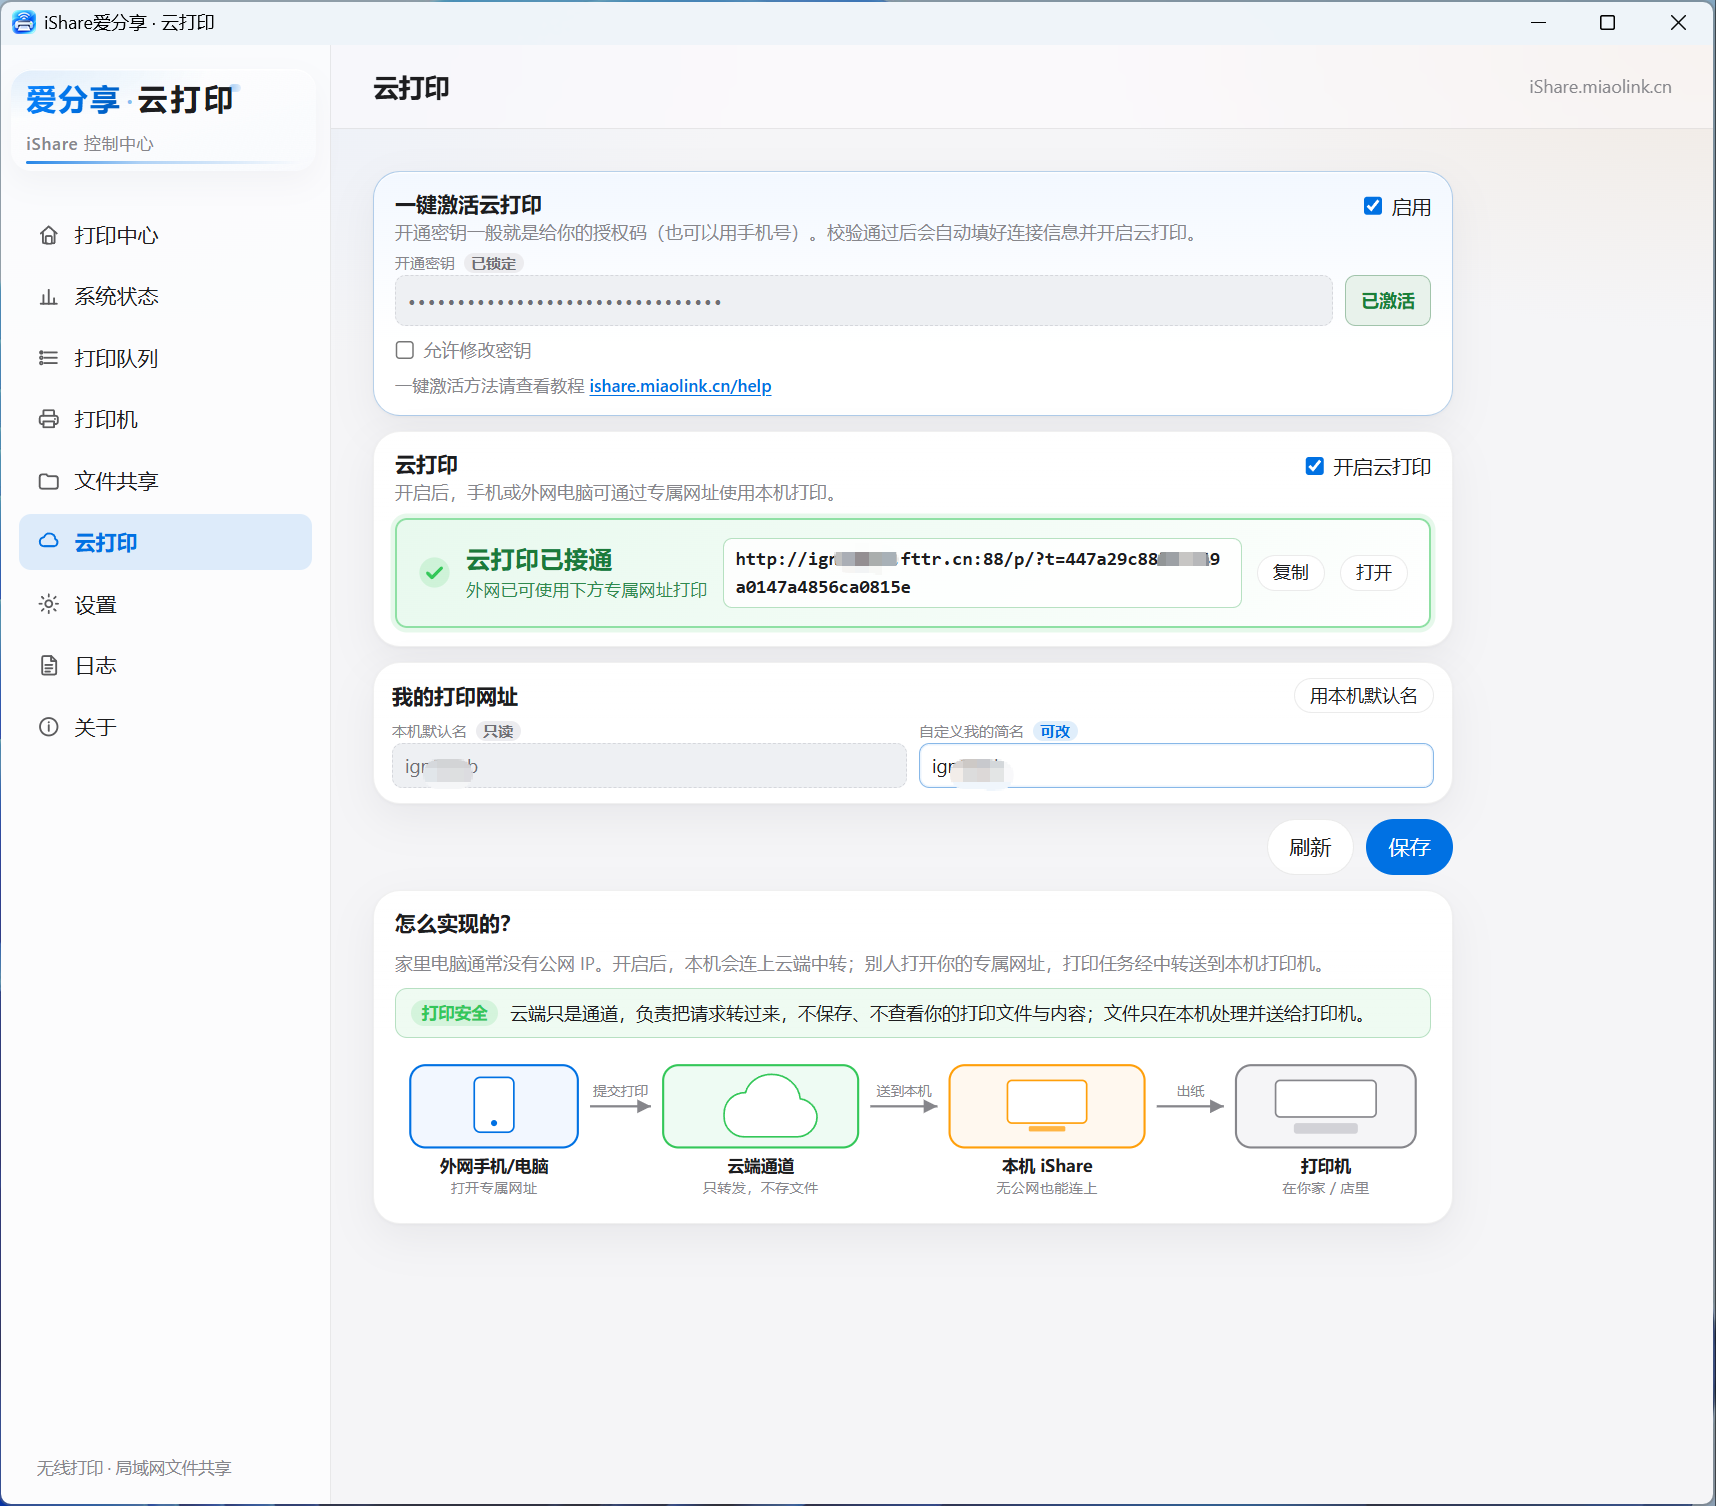 iShare爱分享 · 云打印
爱分享 · 云打印
iShare 控制中心
打印中心
系统状态
打印队列
打印机
文件共享
云打印
设置
日志
关于
无线打印 · 局域网文件共享
云打印
iShare.miaolink.cn
一键激活云打印
启用
开通密钥一般就是给你的授权码（也可以用手机号）。校验通过后会自动填好连接信息并开启云打印。
开通密钥 已锁定
已激活
允许修改密钥
一键激活方法请查看教程 ishare.miaolink.cn/help
云打印
开启云打印
开启后，手机或外网电脑可通过专属网址使用本机打印。
云打印已接通
外网已可使用下方专属网址打印
http://ign fttr.cn:88/p/?t=447a29c88 9
a0147a4856ca0815e
复制
打开
我的打印网址
用本机默认名
本机默认名 只读
自定义我的简名 可改
刷新
保存
怎么实现的？
家里电脑通常没有公网 IP。开启后，本机会连上云端中转；别人打开你的专属网址，打印任务经中转送到本机打印机。
打印安全 云端只是通道，负责把请求转过来，不保存、不查看你的打印文件与内容；文件只在本机处理并送给打印机。
提交打印
送到本机
出纸
外网手机/电脑
打开专属网址
云端通道
只转发，不存文件
本机 iShare
无公网也能连上
打印机
在你家 / 店里